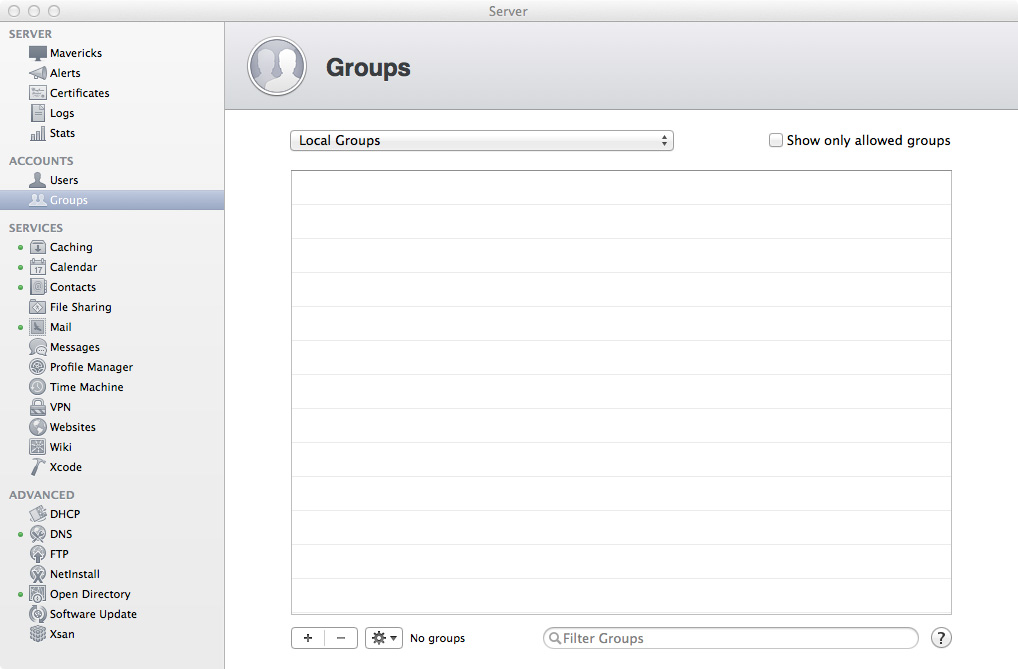 Server
SERVER
Mavericks
Alerts
Certificates
Logs
Stats
ACCOUNTS
Users
Groups
SERVICES
Caching
Calendar
17
Contacts
File Sharing
Mail
Messages
Profile Manager
Time Machine
VPN
Websites
Wiki
Xcode
ADVANCED
DHCP
DNS
FTP
NetInstall
Open Directory
Software Update
Xsan
Groups
Local Groups
Show only allowed groups
+ − No groups
Filter Groups
?